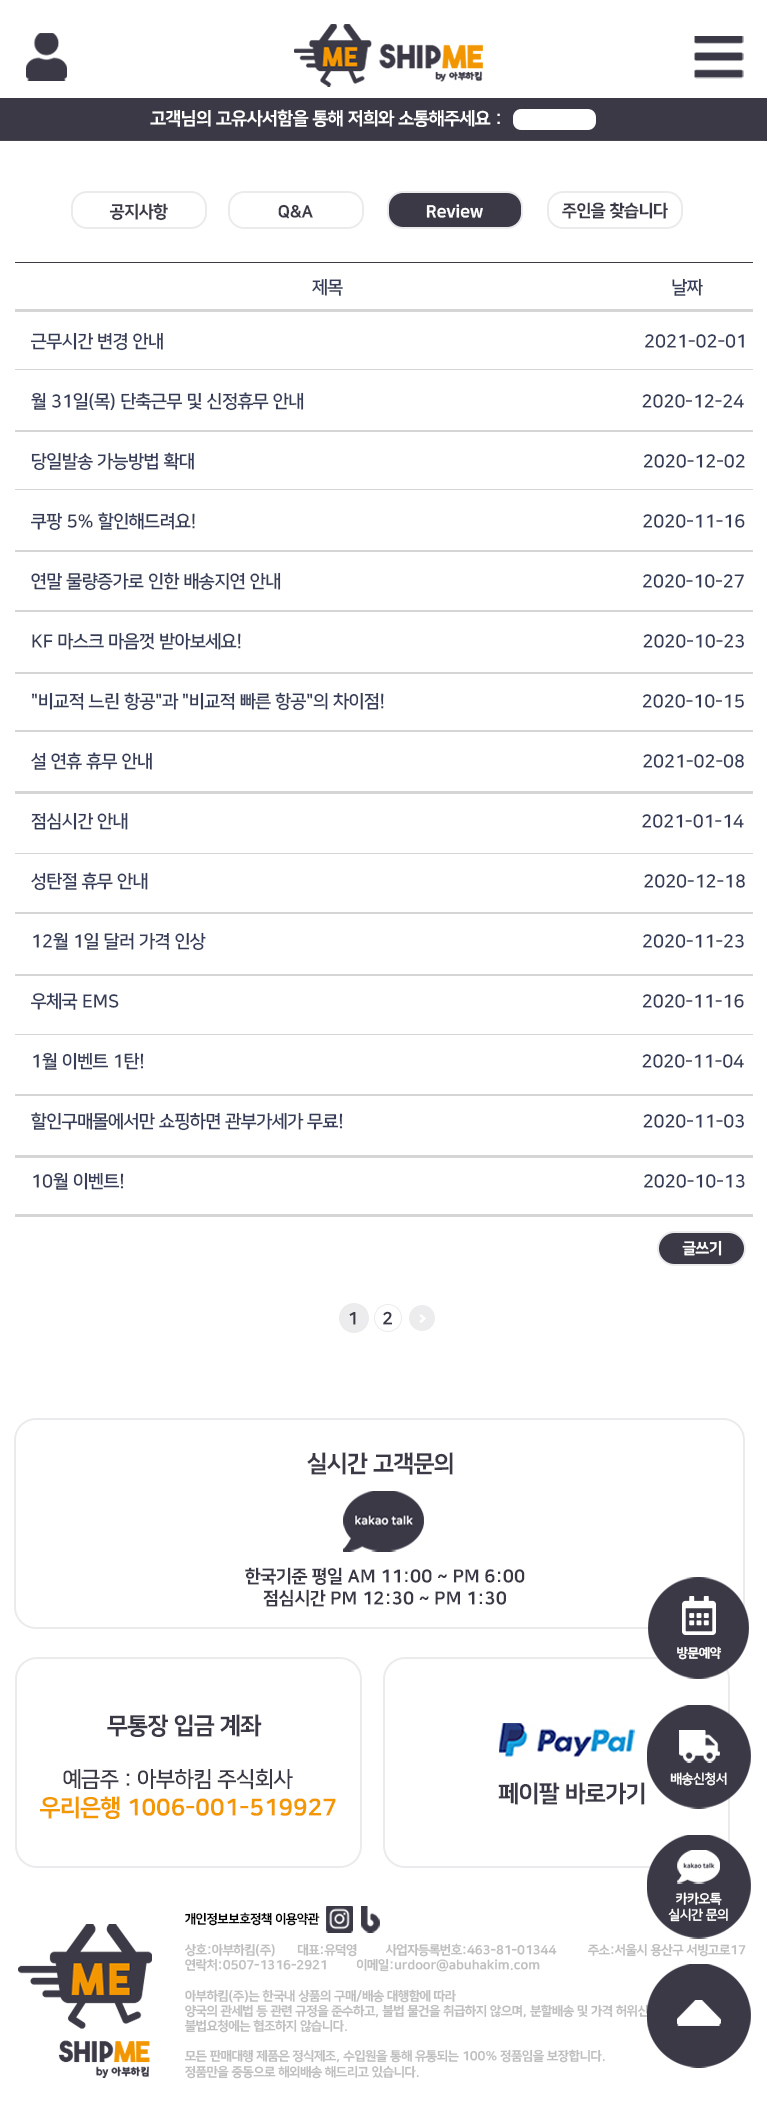 ME SHIPME
by 아부하킴
고객님의 고유사서함을 통해 저희와 소통해주세요 :
공지사항 Q&A Review 주인을 찾습니다
제목 날짜
근무시간 변경 안내 2021-02-01
월 31일(목) 단축근무 및 신정휴무 안내 2020-12-24
당일발송 가능방법 확대 2020-12-02
쿠팡 5% 할인해드려요! 2020-11-16
연말 물량증가로 인한 배송지연 안내 2020-10-27
KF 마스크 마음껏 받아보세요! 2020-10-23
"비교적 느린 항공"과 "비교적 빠른 항공"의 차이점! 2020-10-15
설 연휴 휴무 안내 2021-02-08
점심시간 안내 2021-01-14
성탄절 휴무 안내 2020-12-18
12월 1일 달러 가격 인상 2020-11-23
우체국 EMS 2020-11-16
1월 이벤트 1탄! 2020-11-04
할인구매몰에서만 쇼핑하면 관부가세가 무료! 2020-11-03
10월 이벤트! 2020-10-13
글쓰기
1 2
실시간 고객문의
kakao talk
한국기준 평일 AM 11:00 ~ PM 6:00
점심시간 PM 12:30 ~ PM 1:30
방문예약
무통장 입금 계좌
예금주 : 아부하킴 주식회사
우리은행 1006-001-519927
PayPal
페이팔 바로가기
배송신청서
kakao talk
카카오톡
실시간 문의
ME
SHIPME
by 아부하킴
개인정보보호정책 이용약관
상호:아부하킴(주) 대표:유덕영 사업자등록번호:463-81-01344 주소:서울시 용산구 서빙고로17
연락처:0507-1316-2921 이메일:urdoor@abuhakim.com
아부하킴(주)는 한국내 상품의 구매/배송 대행함에 따라
양국의 관세법 등 관련 규정을 준수하고, 불법 물건을 취급하지 않으며, 분할배송 및 가격 허위신
불법요청에는 협조하지 않습니다.
모든 판매대행 제품은 정식제조, 수입원을 통해 유통되는 100% 정품임을 보장합니다.
정품만을 중동으로 해외배송 해드리고 있습니다.